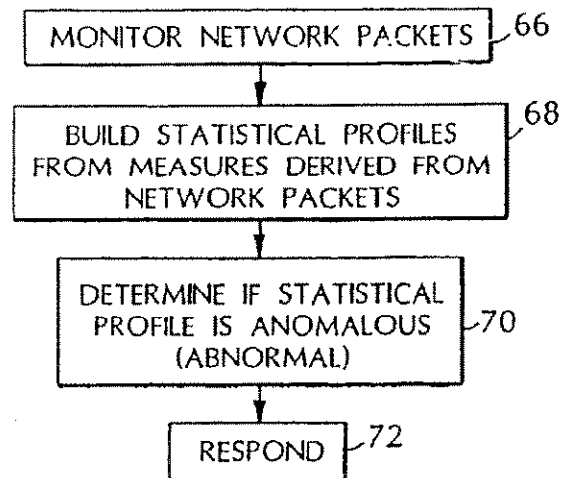 MONITOR NETWORK PACKETS 66
BUILD STATISTICAL PROFILES 68
FROM MEASURES DERIVED FROM
NETWORK PACKETS
DETERMINE IF STATISTICAL
PROFILE IS ANOMALOUS 70
(ABNORMAL)
RESPOND 72